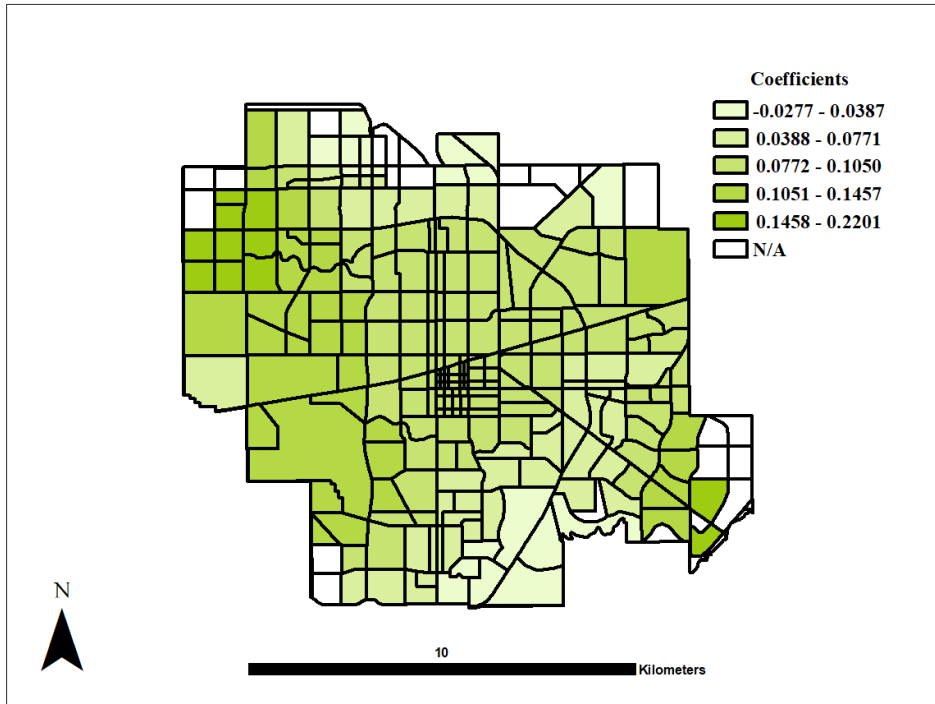 Coefficients
-0.0277 - 0.0387
0.0388 - 0.0771
0.0772 - 0.1050
0.1051 - 0.1457
0.1458 - 0.2201
N/A
N
10
Kilometers